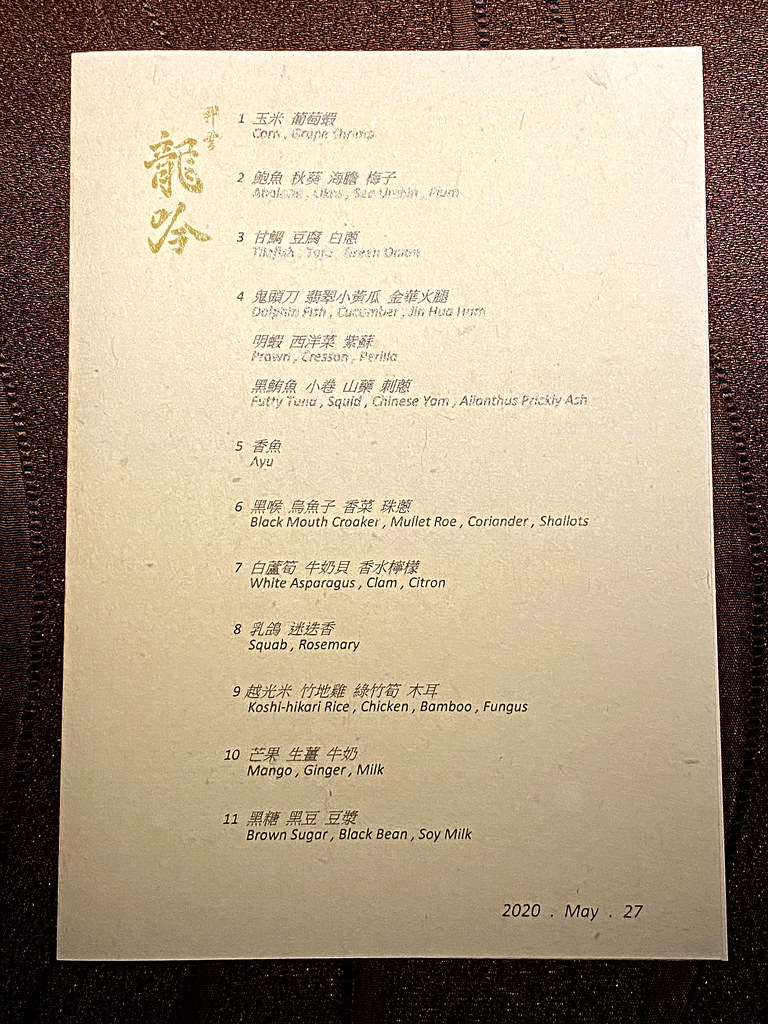 祥雲
龍吟
1 玉米 葡萄蝦
Corn , Grape Shrimp
2 鮑魚 秋葵 海膽 梅子
Abalone , Okra , Sea Urchin , Plum
3 甘鯛 豆腐 白蔥
Tilefish , Tofu , Green Onion
4 鬼頭刀 翡翠小黃瓜 金華火腿
Dolphin Fish , Cucumber , Jin Hua Ham
明蝦 西洋菜 紫蘇
Prawn , Cresson , Perilla
黑鮪魚 小卷 山藥 刺蔥
Fatty Tuna , Squid , Chinese Yam , Ailanthus Prickly Ash
5 香魚
Ayu
6 黑喉 烏魚子 香菜 珠蔥
Black Mouth Croaker , Mullet Roe , Coriander , Shallots
7 白蘆筍 牛奶貝 香水檸檬
White Asparagus , Clam , Citron
8 乳鴿 迷迭香
Squab , Rosemary
9 越光米 竹地雞 綠竹筍 木耳
Koshi-hikari Rice , Chicken , Bamboo , Fungus
10 芒果 生薑 牛奶
Mango , Ginger , Milk
11 黑糖 黑豆 豆漿
Brown Sugar , Black Bean , Soy Milk
2020 . May . 27